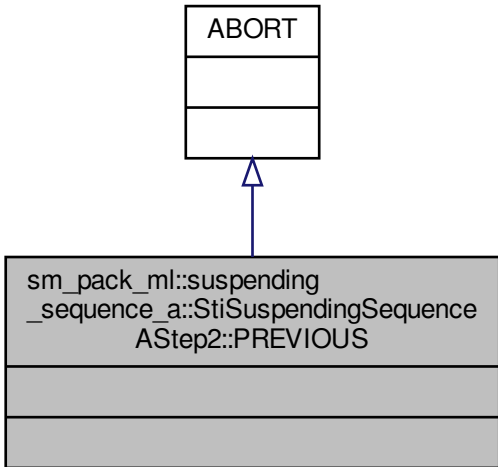 ABORT
sm_pack_ml::suspending
_sequence_a::StiSuspendingSequence
AStep2::PREVIOUS